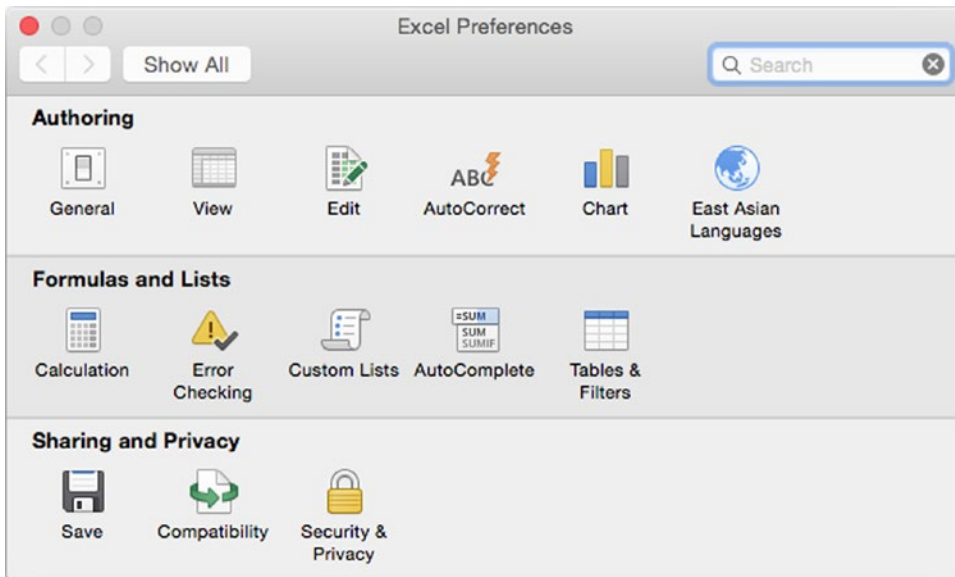 Excel Preferences
Show All
Search
Authoring
General
View
Edit
ABC
AutoCorrect
Chart
East Asian
Languages
Formulas and Lists
Calculation
Error
Checking
Custom Lists
=SUM
SUM
SUMIF
AutoComplete
Tables &
Filters
Sharing and Privacy
Save
Compatibility
Security &
Privacy